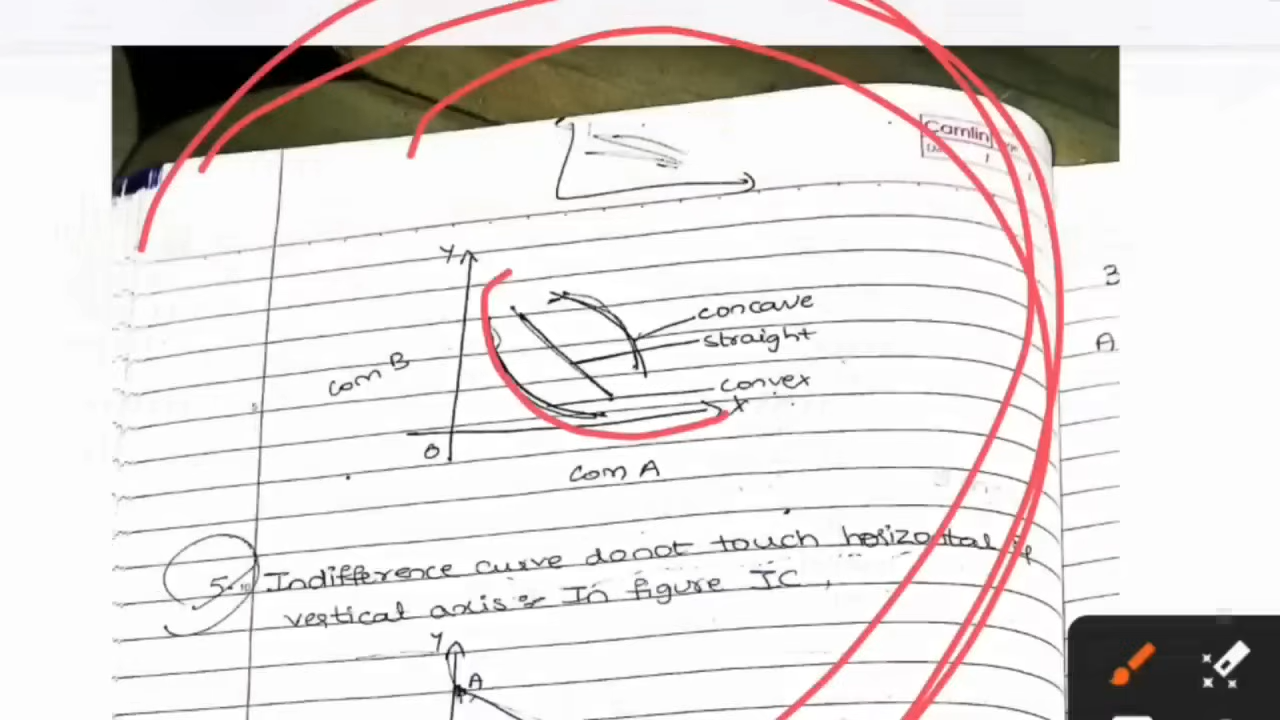 Camlin
Y
concave
straight
com B
convex
X
O
com A
3
A
5. Indifference curve donot touch horizontal &
vertical axis :- In figure IC,
Y
A